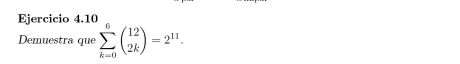 Ejercicio 4.10
Demuestra que $\sum_{k=0}^{6} \binom{12}{2k} = 2^{11}$.